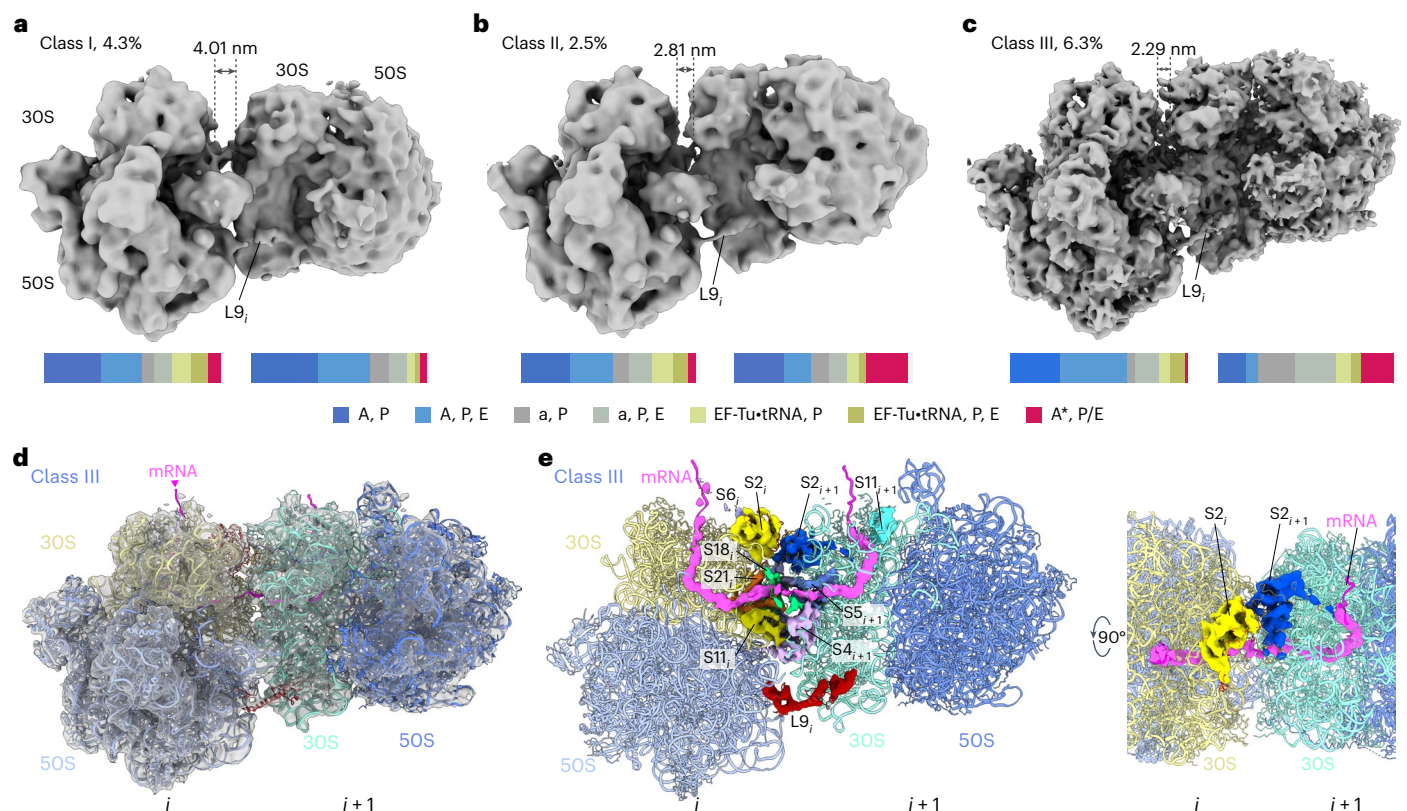 a
Class I, 4.3%
4.01 nm
30S
50S
30S
50S
L9i
b
Class II, 2.5%
2.81 nm
L9i
c
Class III, 6.3%
2.29 nm
L9i
A, P
A, P, E
a, P
a, P, E
EF-Tu•tRNA, P
EF-Tu•tRNA, P, E
A*, P/E
d
Class III
mRNA
30S
30S
50S
50S
i
i + 1
e
Class III
mRNA
S6i
S2i
S2i + 1
S11i + 1
30S
S18i
S21i
S5i + 1
S11i
S4i + 1
L9i
30S
50S
50S
i
i + 1
90°
S2i
S2i + 1
mRNA
30S
30S
i
i + 1